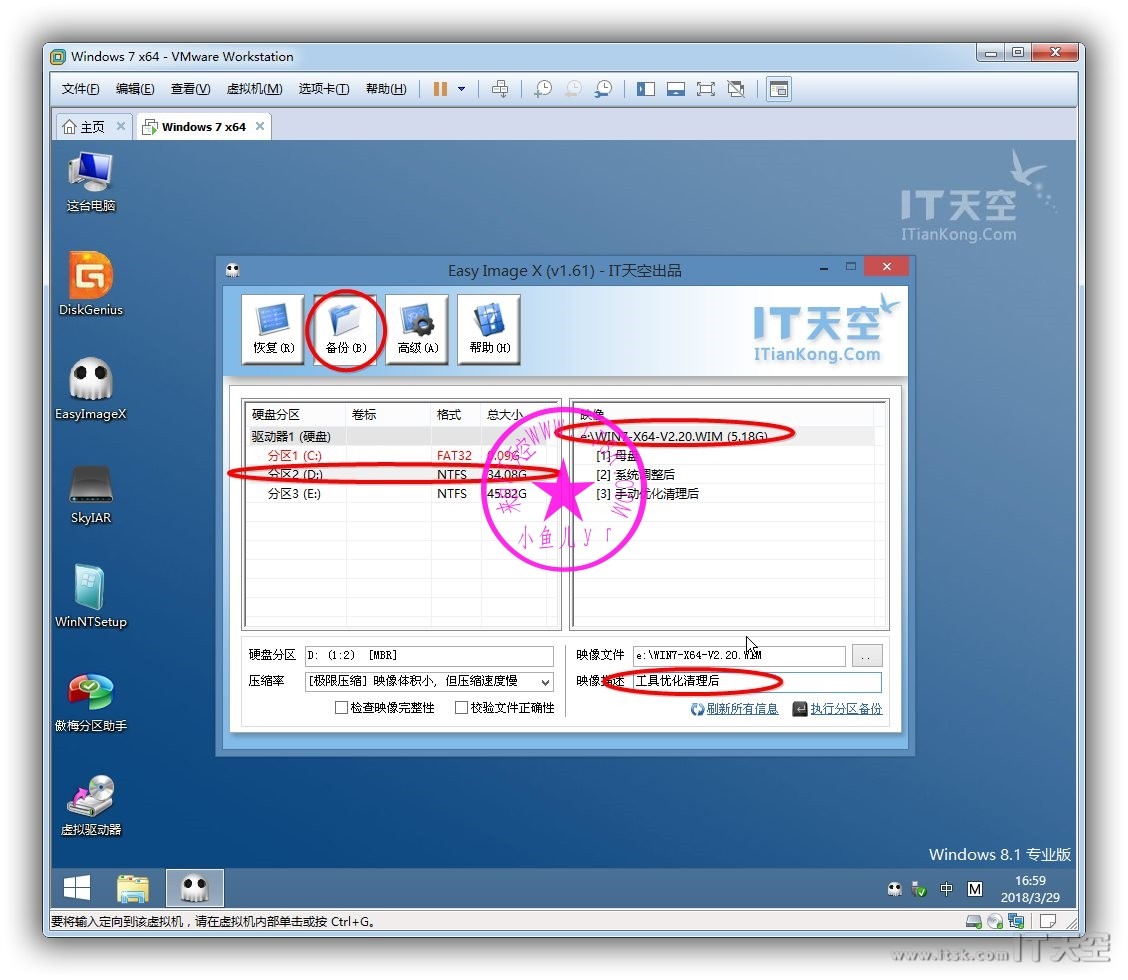 Windows 7 x64 - VMware Workstation
文件(F) 编辑(E) 查看(V) 虚拟机(M) 选项卡(T) 帮助(H)
主页 Windows 7 x64
这台电脑
DiskGenius
EasyImageX
SkyIAR
WinNTSetup
傲梅分区助手
虚拟驱动器
IT天空
ITianKong.Com
Easy Image X (v1.61) - IT天空出品
恢复(R) 备份(B) 高级(A) 帮助(H)
IT天空
ITianKong.Com
硬盘分区 卷标 格式 总大小
驱动器1 (硬盘)
分区1 (C:) FAT32 0.09G
分区2 (D:) NTFS 34.08G
分区3 (E:) NTFS 45.82G
映像
e:\WIN7-X64-V2.20.WIM (5.18G)
[1] 母盘
[2] 系统调整后
[3] 手动优化清理后
小鱼儿yr
硬盘分区 D: (1:2) [MBR]
压缩率 [极限压缩] 映像体积小, 但压缩速度慢
检查映像完整性 校验文件正确性
映像文件 e:\WIN7-X64-V2.20.WIM ..
映像描述 工具优化清理后
刷新所有信息 执行分区备份
Windows 8.1 专业版
中 M 16:59
2018/3/29
要将输入定向到该虚拟机，请在虚拟机内部单击或按 Ctrl+G。
www.itsk.com IT天空